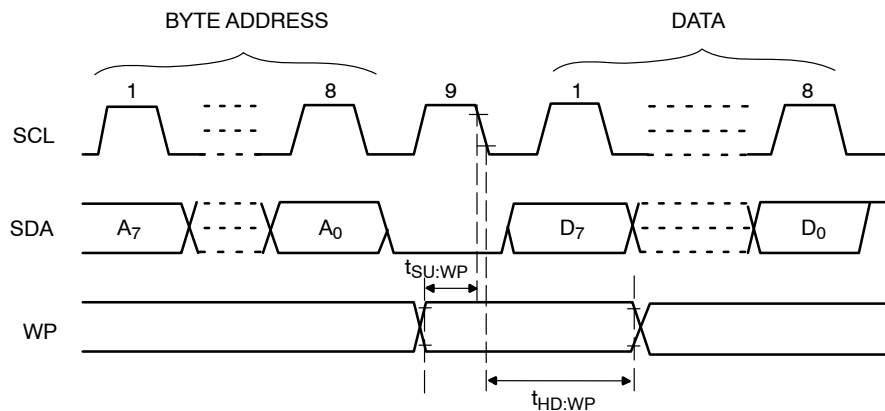 BYTE ADDRESS DATA
1 8 9 1 8
SCL
SDA A7 A0 D7 D0
tSU:WP
WP
tHD:WP